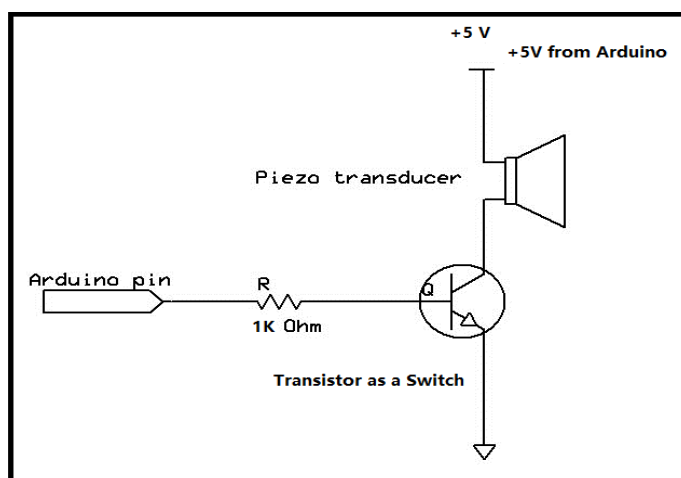 +5 V
+5V from Arduino
Piezo transducer
Arduino pin
R
Q
1K Ohm
Transistor as a Switch